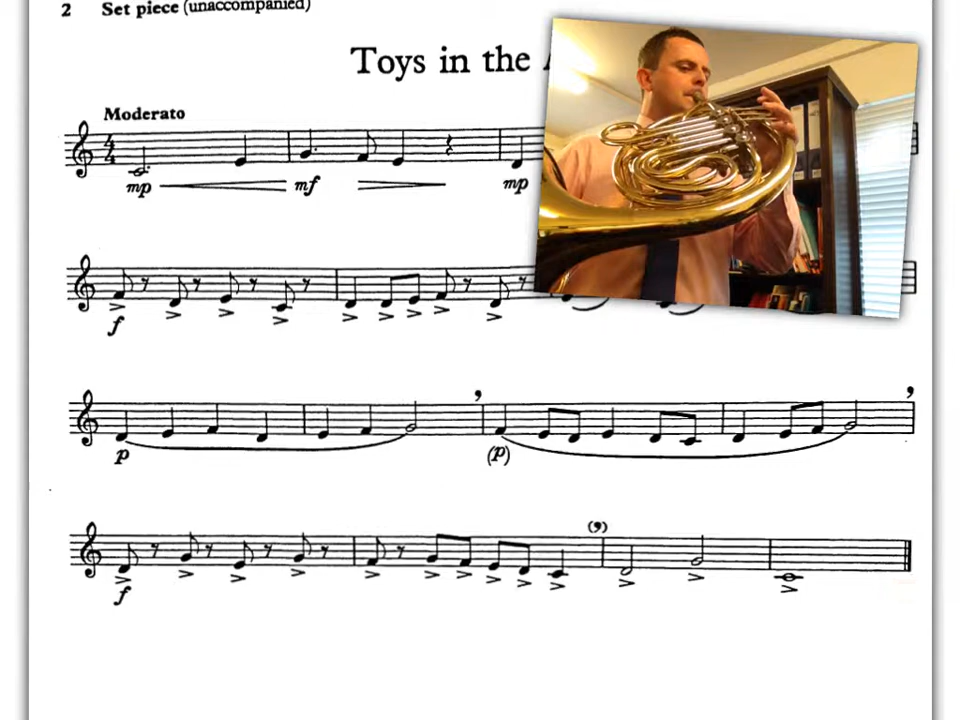 2 Set piece (unaccompanied)
Toys in the
Moderato
mp mf mp
f
p (p)
f